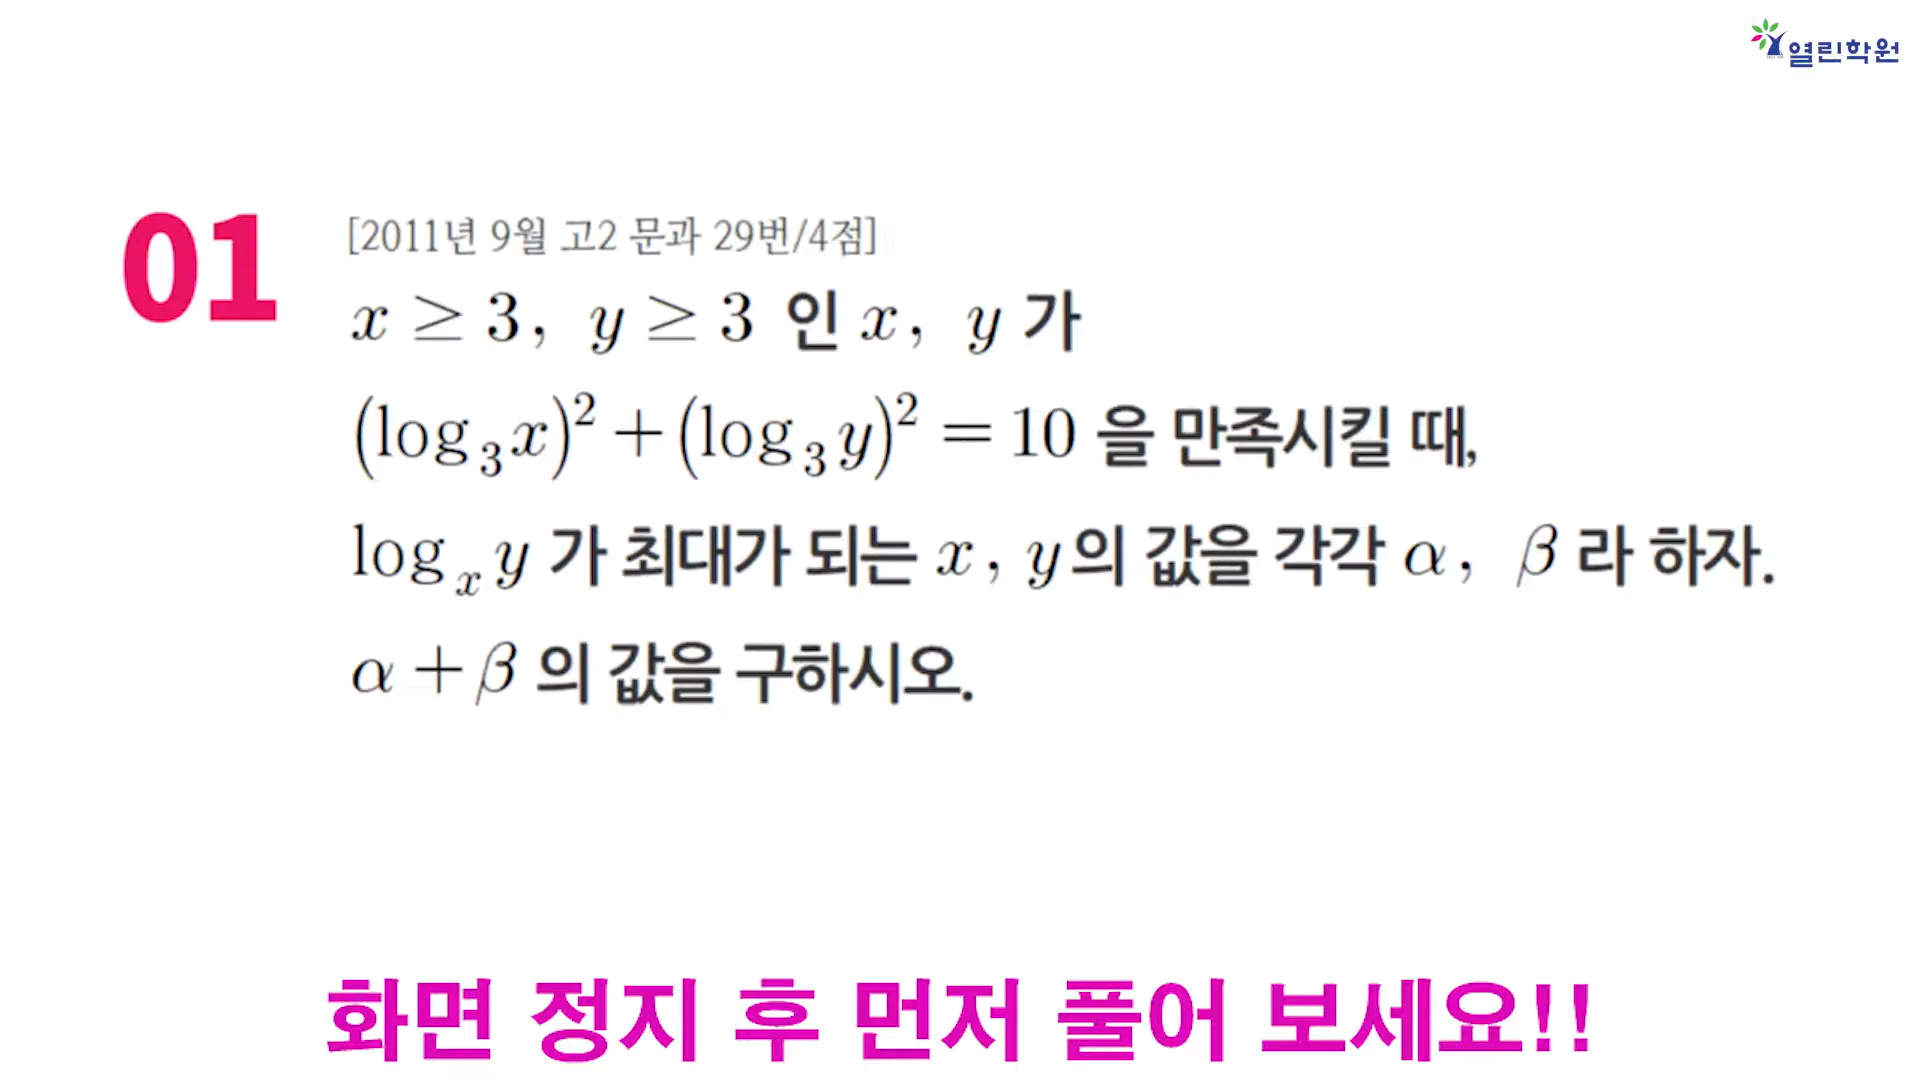 열린학원
01
[2011년 9월 고2 문과 29번/4점]
x ≥ 3, y ≥ 3 인 x, y 가
(log₃x)² + (log₃y)² = 10 을 만족시킬 때,
logₓy 가 최대가 되는 x, y의 값을 각각 α, β 라 하자.
α + β 의 값을 구하시오.
화면 정지 후 먼저 풀어 보세요!!